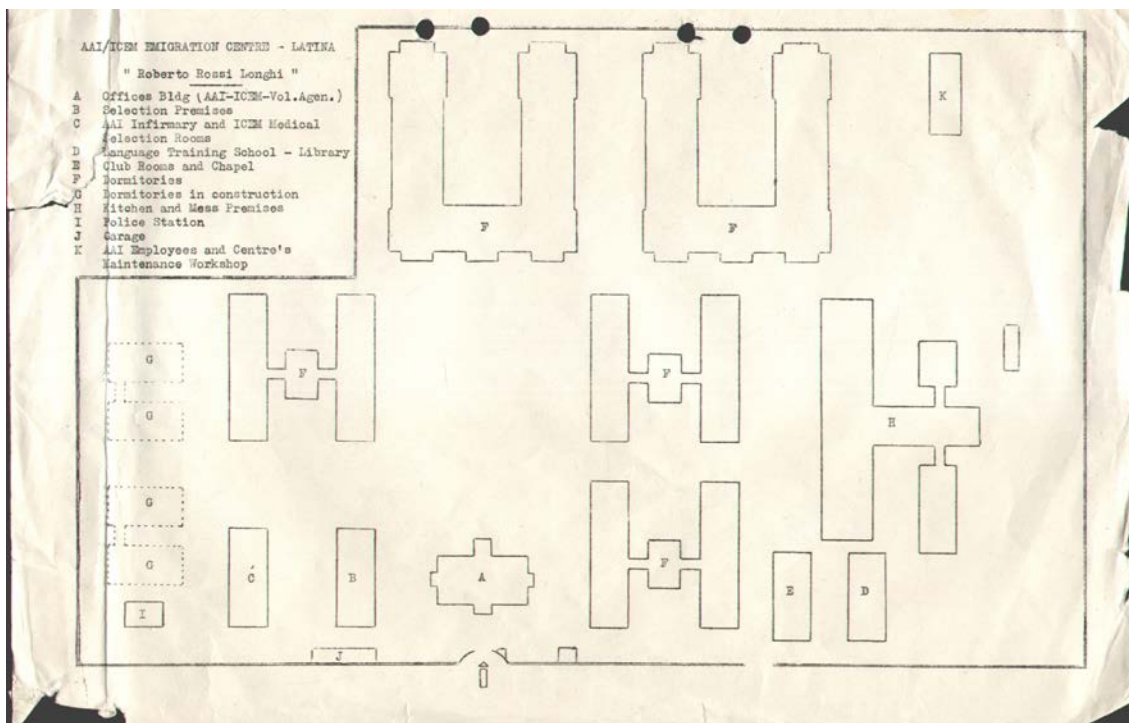 AAI/ICEM EMIGRATION CENTRE - LATINA
" Roberto Rossi Longhi "
A Offices Bldg (AAI-ICEM-Vol.Agen.)
B Selection Premises
C AAI Infirmary and ICEM Medical
Selection Rooms
D Language Training School - Library
E Club Rooms and Chapel
F Dormitories
G Dormitories in construction
H Kitchen and Mess Premises
I Police Station
J Garage
K AAI Employees and Centre's
Maintenance Workshop
K
F F
G
F F
G
H
G
G
C B A F E D
I
J